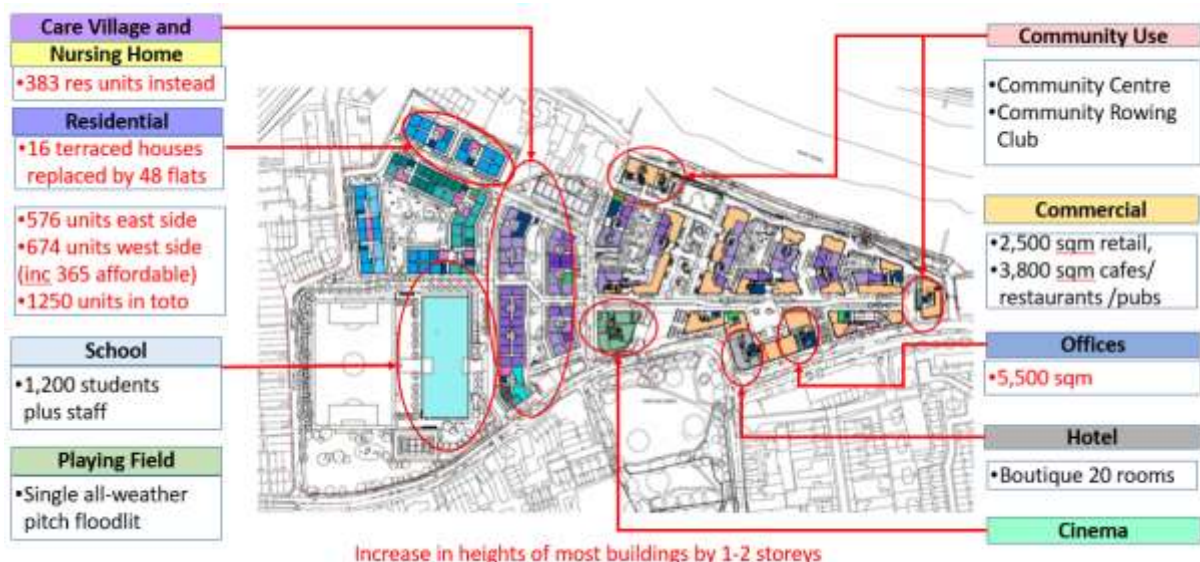 Care Village and
Nursing Home
•383 res units instead
Residential
•16 terraced houses
replaced by 48 flats
•576 units east side
•674 units west side
(inc 365 affordable)
•1250 units in toto
School
•1,200 students
plus staff
Playing Field
•Single all-weather
pitch floodlit
Community Use
•Community Centre
•Community Rowing
Club
Commercial
•2,500 sqm retail,
•3,800 sqm cafes/
restaurants /pubs
Offices
•5,500 sqm
Hotel
•Boutique 20 rooms
Cinema
Increase in heights of most buildings by 1-2 storeys